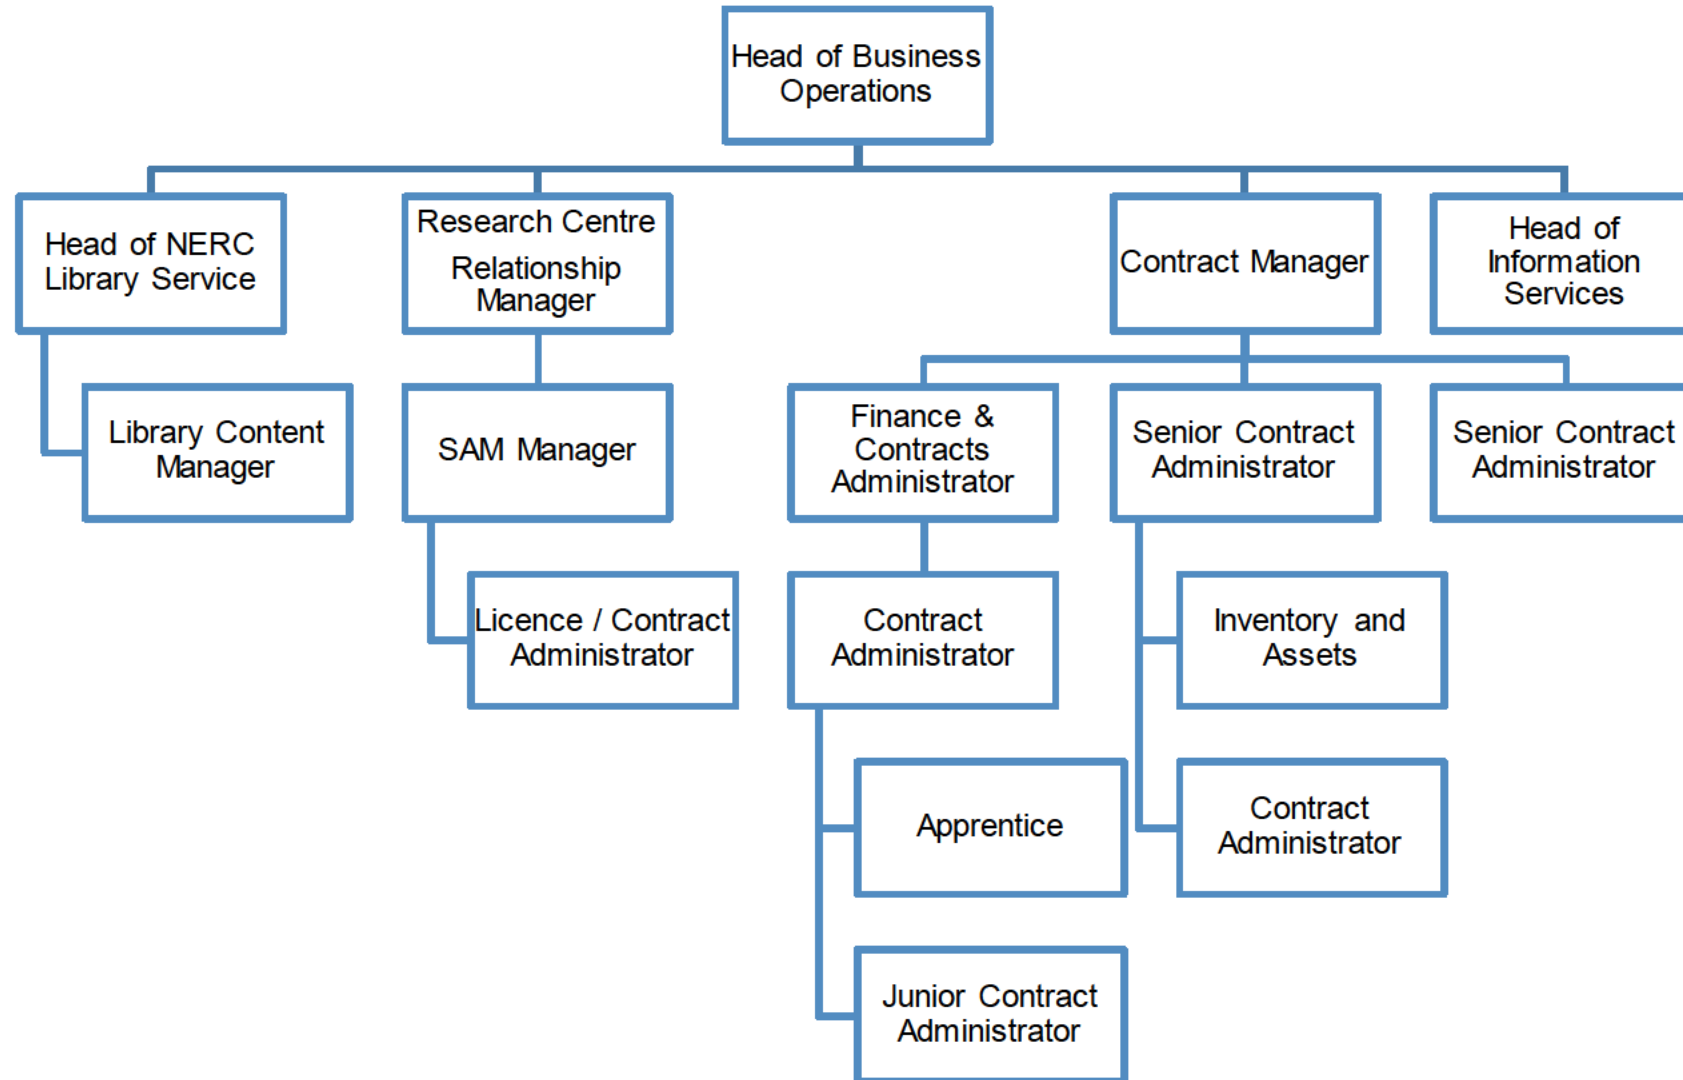 Head of Business
Operations
Head of NERC
Library Service
Research Centre
Relationship
Manager
Contract Manager
Head of
Information
Services
Library Content
Manager
SAM Manager
Finance &
Contracts
Administrator
Senior Contract
Administrator
Senior Contract
Administrator
Licence / Contract
Administrator
Contract
Administrator
Inventory and
Assets
Apprentice
Contract
Administrator
Junior Contract
Administrator